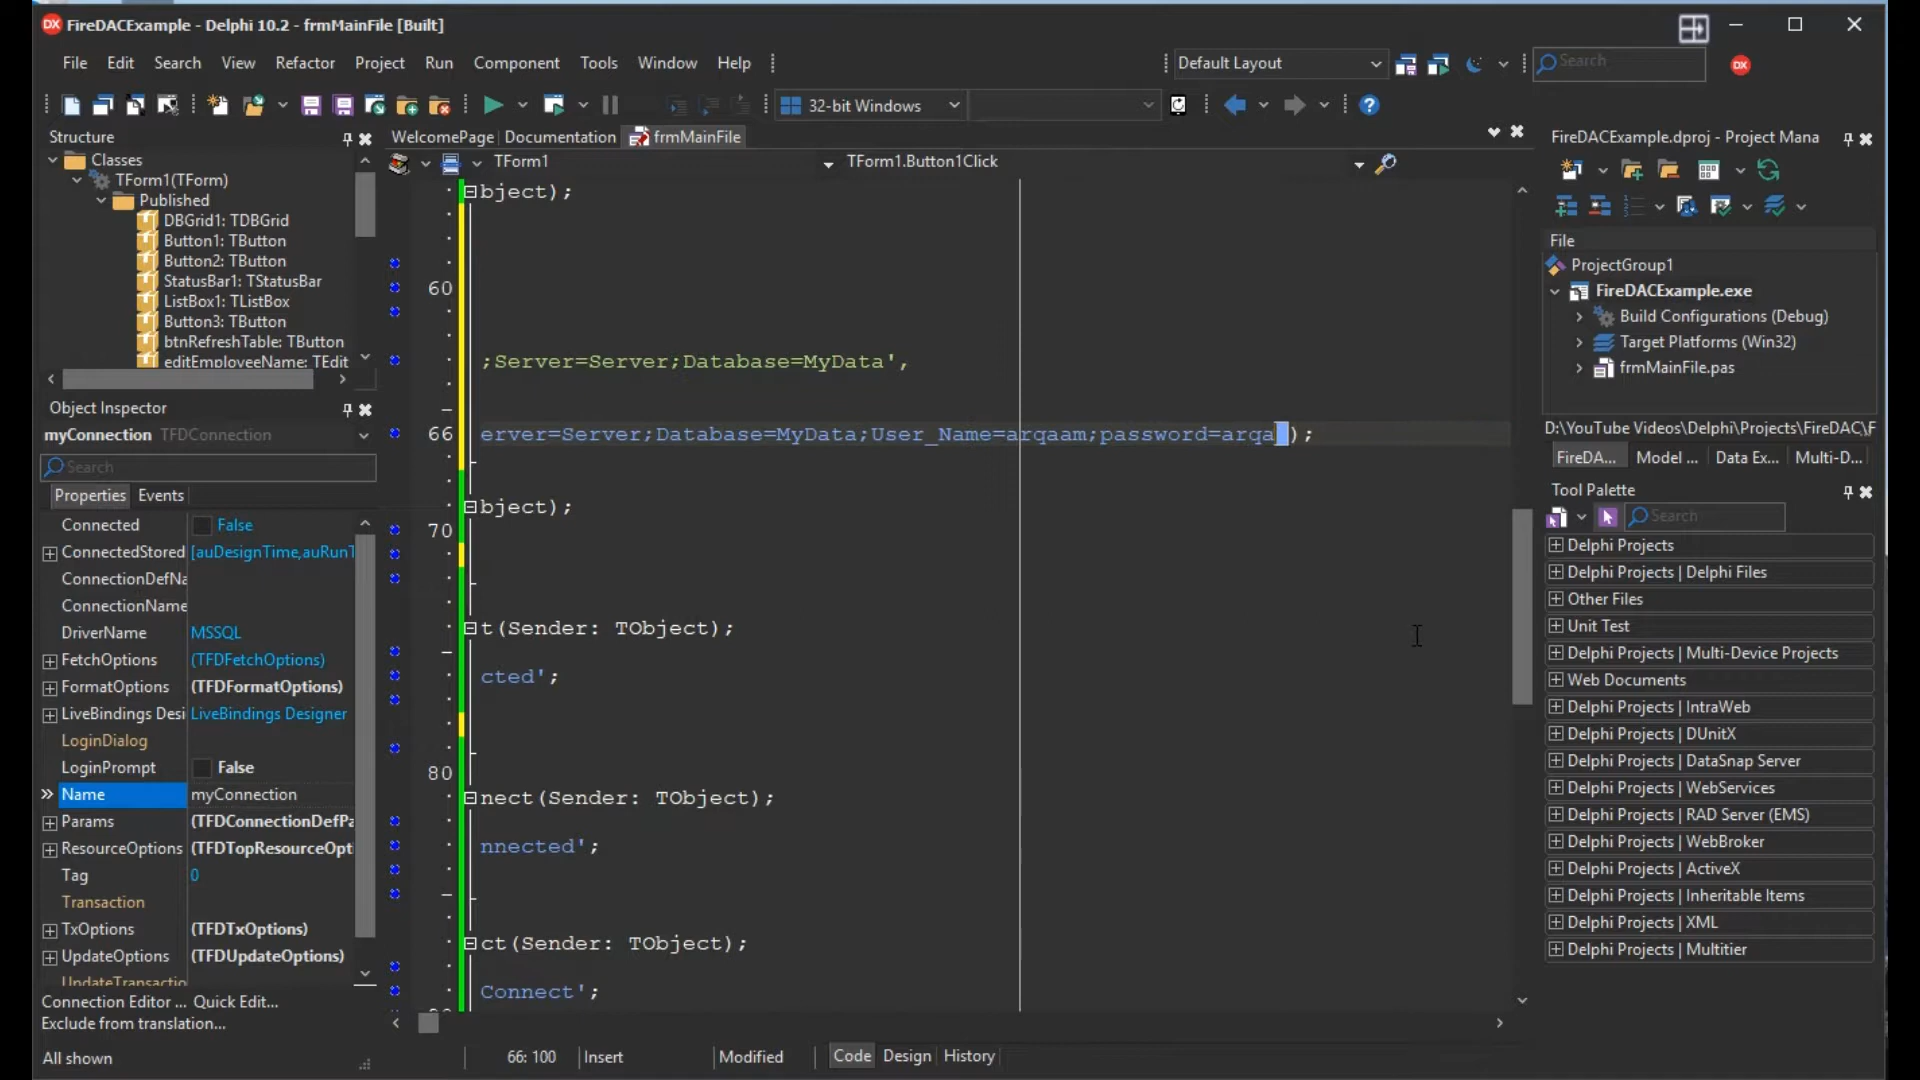 FireDACExample - Delphi 10.2 - frmMainFile [Built]
File Edit Search View Refactor Project Run Component Tools Window Help
Default Layout
Search
32-bit Windows
Structure
Classes
TForm1(TForm)
Published
DBGrid1: TDBGrid
Button1: TButton
Button2: TButton
StatusBar1: TStatusBar
ListBox1: TListBox
Button3: TButton
btnRefreshTable: TButton
editEmployeeName: TEdit
Object Inspector
myConnection TFDConnection
Search
Properties Events
Connected False
ConnectedStored [auDesignTime,auRunT
ConnectionDefNa
ConnectionName
DriverName MSSQL
FetchOptions (TFDFetchOptions)
FormatOptions (TFDFormatOptions)
LiveBindings Desi LiveBindings Designer
LoginDialog
LoginPrompt False
Name myConnection
Params (TFDConnectionDefPa
ResourceOptions (TFDTopResourceOpt
Tag 0
Transaction
TxOptions (TFDTxOptions)
UpdateOptions (TFDUpdateOptions)
UpdateTransactio
Connection Editor ... Quick Edit...
Exclude from translation...
All shown
WelcomePage Documentation frmMainFile
TForm1 TForm1.Button1Click
bject);
60
;Server=Server;Database=MyData',
66 erver=Server;Database=MyData;User_Name=arqaam;password=arqa );
bject);
70
t(Sender: TObject);
cted';
80
nect(Sender: TObject);
nnected';
ct(Sender: TObject);
Connect';
66: 100 Insert Modified Code Design History
FireDACExample.dproj - Project Mana
File
ProjectGroup1
FireDACExample.exe
Build Configurations (Debug)
Target Platforms (Win32)
frmMainFile.pas
D:\YouTube Videos\Delphi\Projects\FireDAC\F
FireDA... Model ... Data Ex... Multi-D...
Tool Palette
Search
Delphi Projects
Delphi Projects | Delphi Files
Other Files
Unit Test
Delphi Projects | Multi-Device Projects
Web Documents
Delphi Projects | IntraWeb
Delphi Projects | DUnitX
Delphi Projects | DataSnap Server
Delphi Projects | WebServices
Delphi Projects | RAD Server (EMS)
Delphi Projects | WebBroker
Delphi Projects | ActiveX
Delphi Projects | Inheritable Items
Delphi Projects | XML
Delphi Projects | Multitier